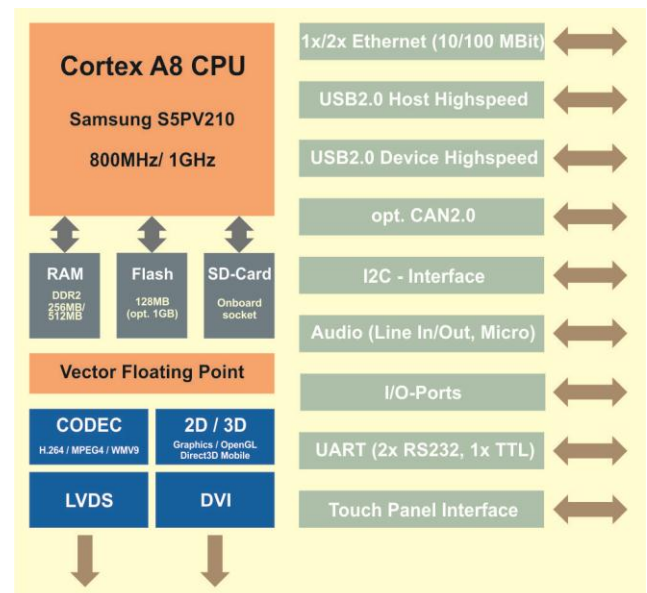 Cortex A8 CPU
Samsung S5PV210
800MHz/ 1GHz
RAM
DDR2
256MB/
512MB
Flash
128MB
(opt. 1GB)
SD-Card
Onboard
socket
Vector Floating Point
CODEC
H.264 / MPEG4 / WMV9
2D / 3D
Graphics / OpenGL
Direct3D Mobile
LVDS
DVI
1x/2x Ethernet (10/100 MBit)
USB2.0 Host Highspeed
USB2.0 Device Highspeed
opt. CAN2.0
I2C - Interface
Audio (Line In/Out, Micro)
I/O-Ports
UART (2x RS232, 1x TTL)
Touch Panel Interface